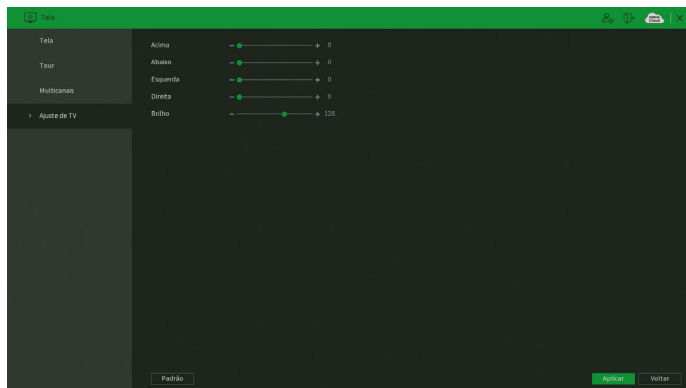 Tela
Tela
Tour
Multicanais
> Ajuste de TV
Acima - + 0
Abaixo - + 0
Esquerda - + 0
Direita - + 0
Brilho - + 128
Padrão
Aplicar
Voltar